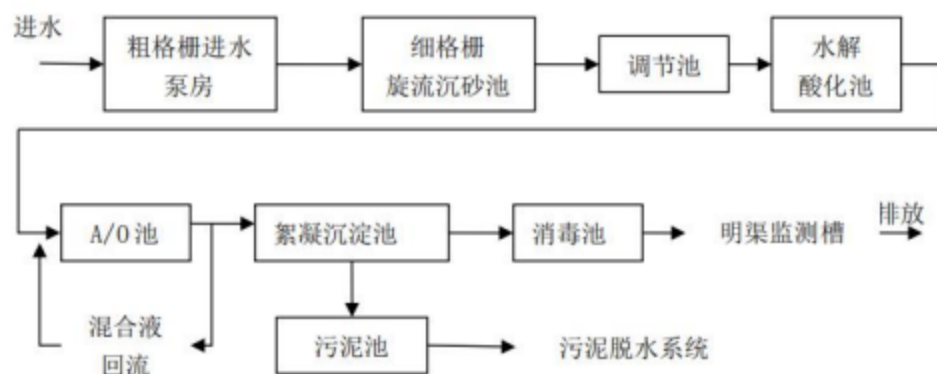 进水
粗格栅进水
泵房
细格栅
旋流沉砂池
调节池
水解
酸化池
A/O 池
絮凝沉淀池
消毒池
明渠监测槽
排放
混合液
回流
污泥池
污泥脱水系统